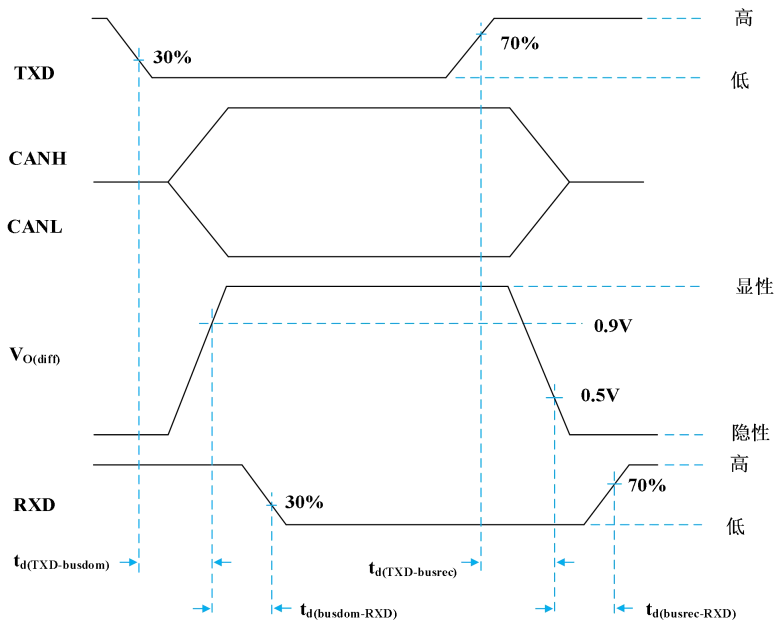 高
30%
70%
TXD
低
CANH
CANL
显性
0.9V
VO(diff)
0.5V
隐性
高
RXD
30%
70%
低
td(TXD-busdom)
td(TXD-busrec)
td(busdom-RXD)
td(busrec-RXD)